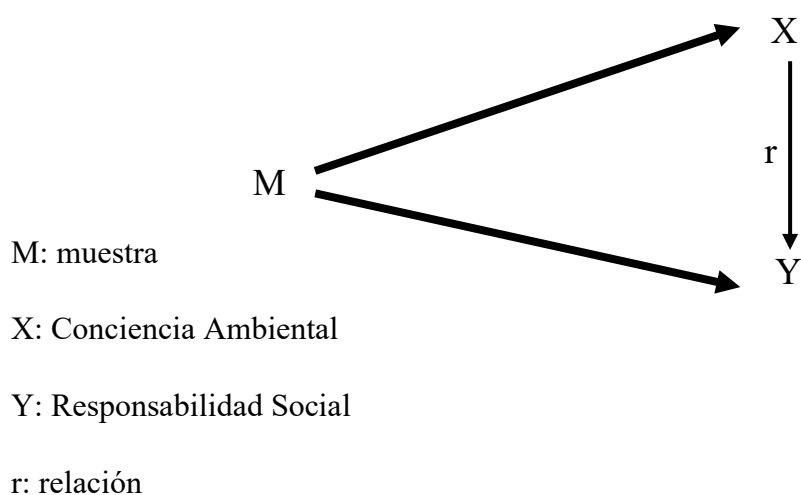 X
r
M
Y
M: muestra
X: Conciencia Ambiental
Y: Responsabilidad Social
r: relación